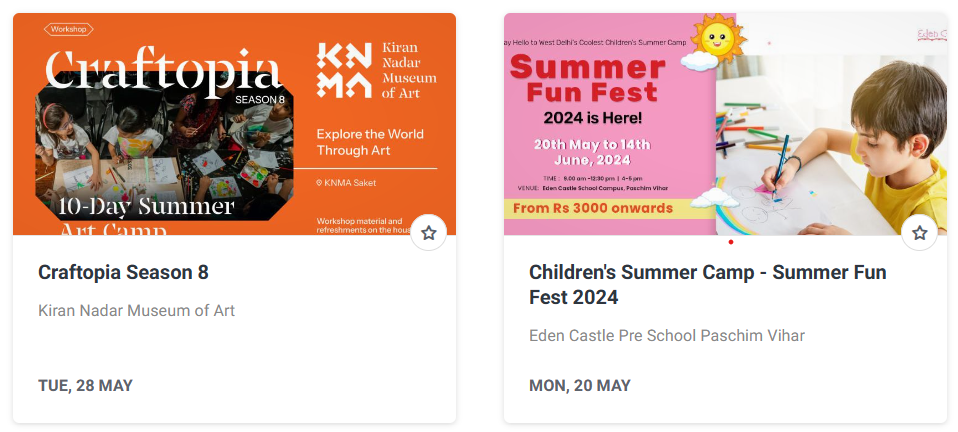 Workshop
Craftopia
SEASON 8
KN
MA
Kiran
Nadar
Museum
of Art
Explore the World
Through Art
KNMA Saket
10-Day Summer
Art Camp
Workshop material and
refreshments on the hou
Craftopia Season 8
Kiran Nadar Museum of Art
TUE, 28 MAY
ay Hello to West Delhi's Coolest Children's Summer Camp
Summer
Fun Fest
2024 is Here!
20th May to 14th
June, 2024
TIME : 9.00 am -12:30 pm | 4-5 pm
VENUE: Eden Castle School Campus, Paschim Vihar
From Rs 3000 onwards
Eden C
Children's Summer Camp - Summer Fun
Fest 2024
Eden Castle Pre School Paschim Vihar
MON, 20 MAY